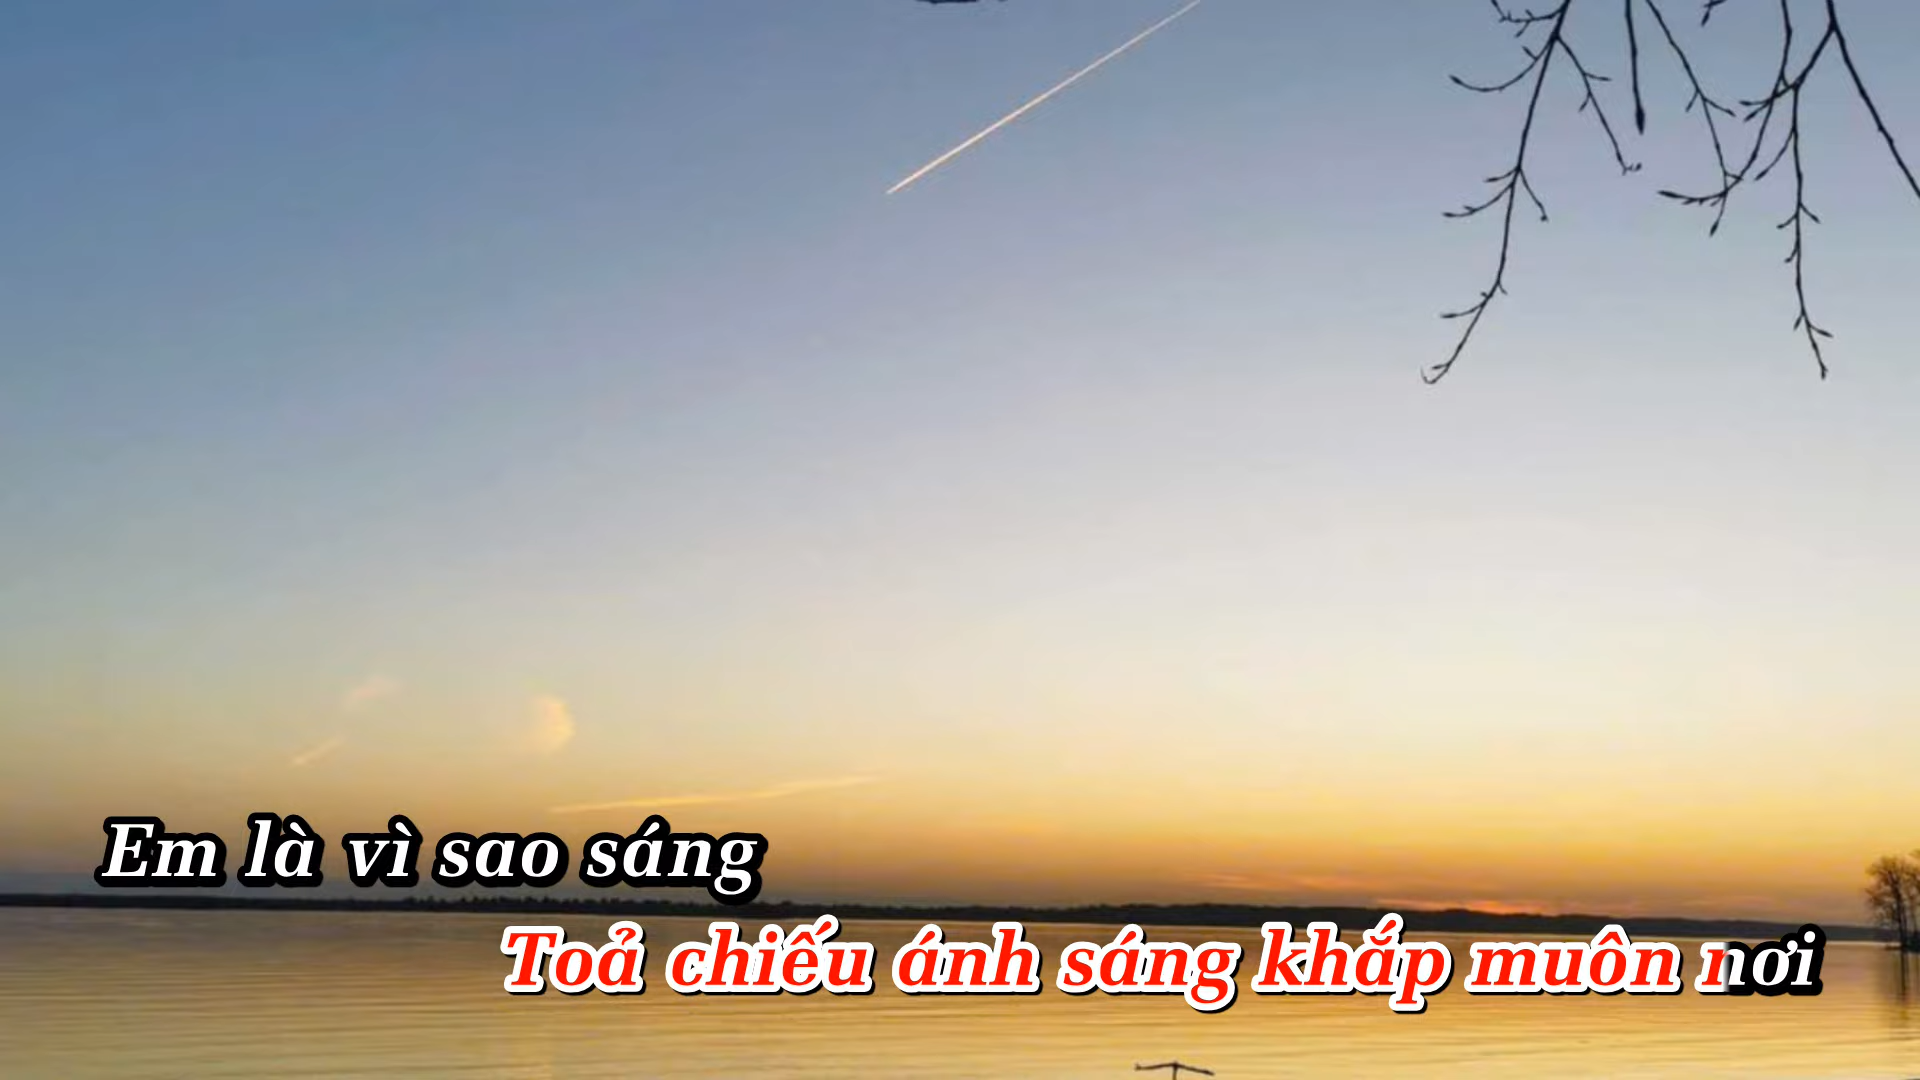 Em là vì sao sáng
Toả chiếu ánh sáng khắp muôn nơi